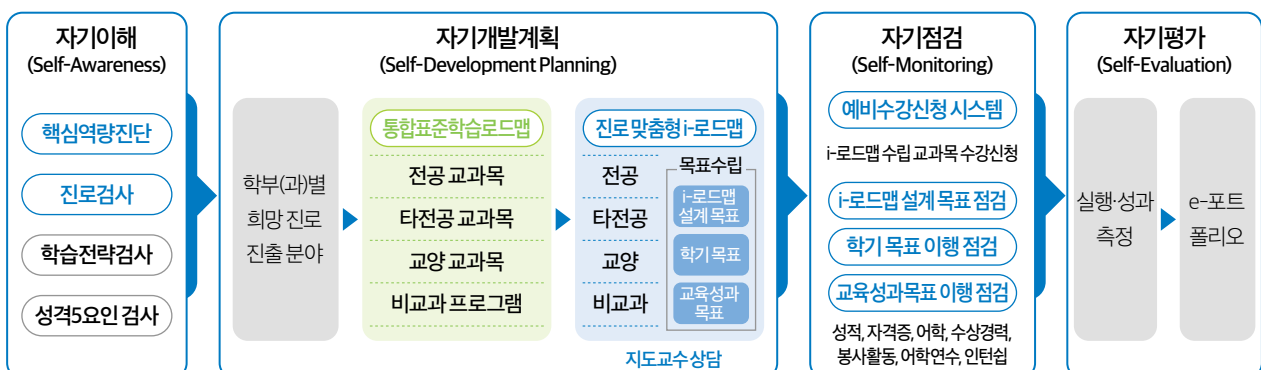 자기이해
(Self-Awareness)
핵심역량진단
진로검사
학습전략검사
성격5요인 검사
자기개발계획
(Self-Development Planning)
학부(과)별
희망 진로
진출 분야
통합표준학습로드맵
전공 교과목
타전공 교과목
교양 교과목
비교과 프로그램
진로 맞춤형 i-로드맵
전공
타전공
교양
비교과
목표수립
i-로드맵
설계 목표
학기 목표
교육성과
목표
지도교수 상담
자기점검
(Self-Monitoring)
예비수강신청 시스템
i-로드맵 수립 교과목 수강신청
i-로드맵 설계 목표 점검
학기 목표 이행 점검
교육성과목표 이행 점검
성적, 자격증, 어학, 수상경력,
봉사활동, 어학연수, 인턴쉽
자기평가
(Self-Evaluation)
실행·성과
측정
e-포트
폴리오